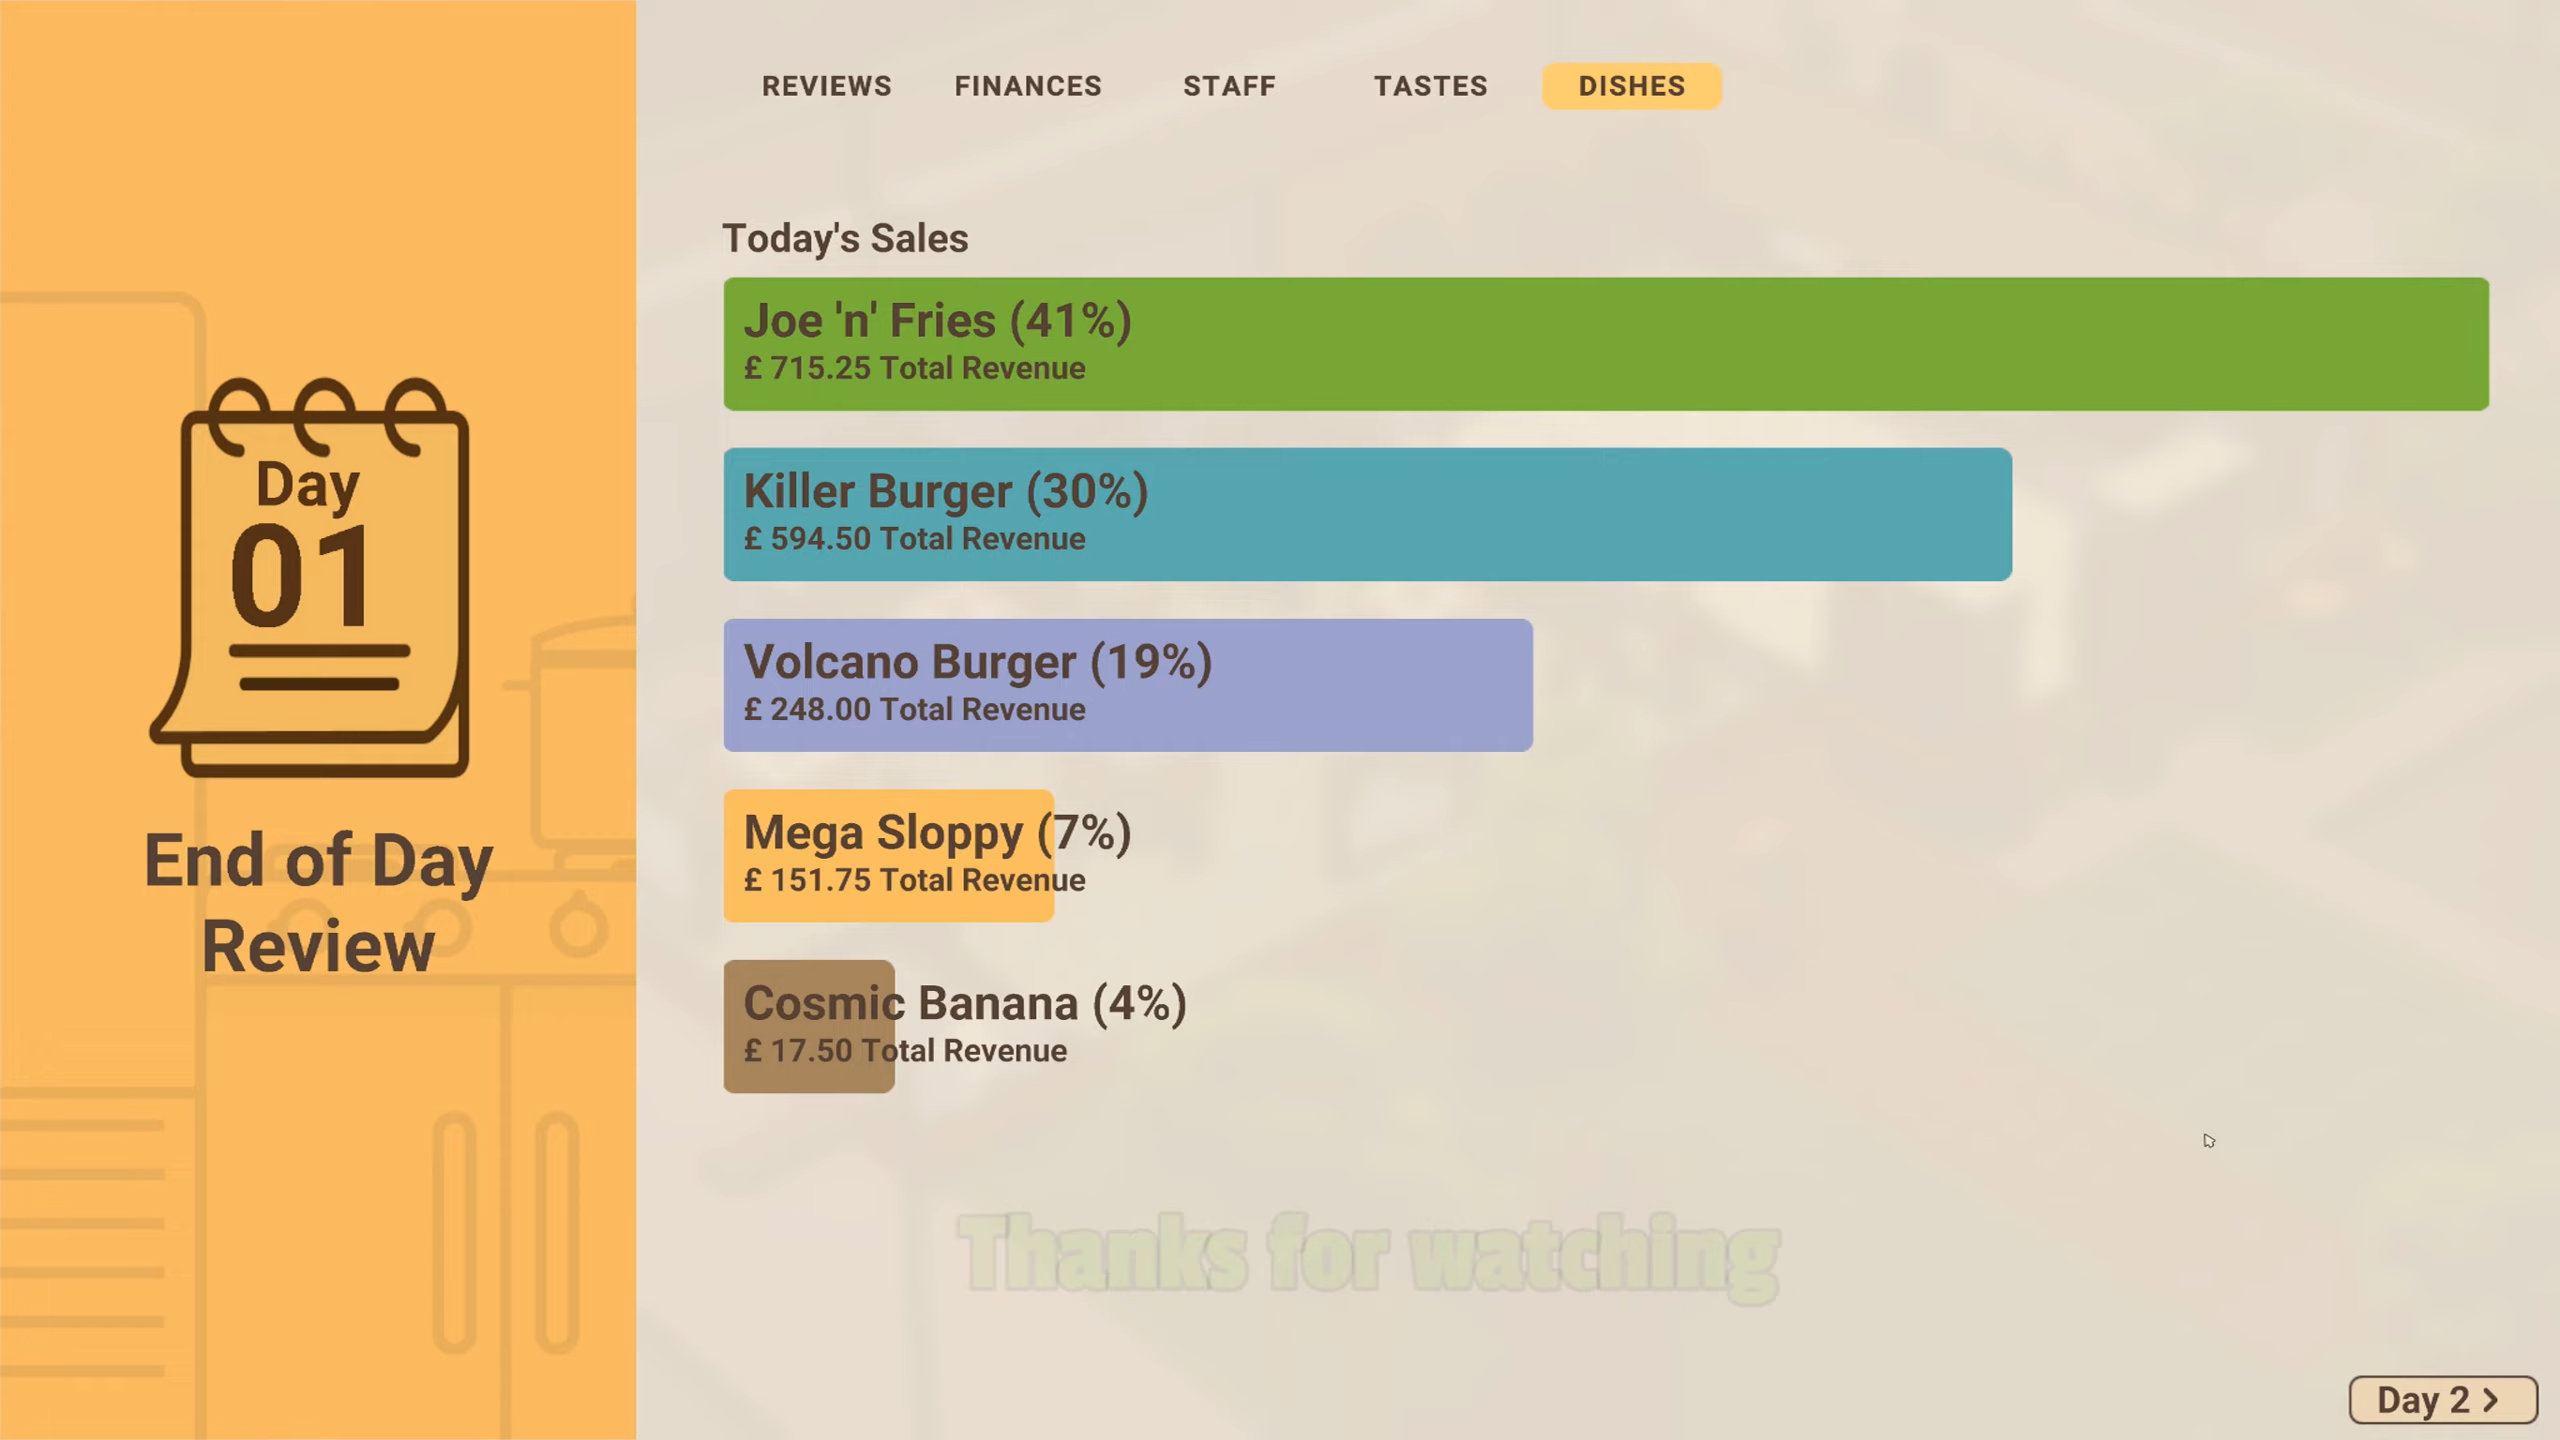 REVIEWS FINANCES STAFF TASTES DISHES
Day
01
End of Day
Review
Today's Sales
Joe 'n' Fries (41%)
£ 715.25 Total Revenue
Killer Burger (30%)
£ 594.50 Total Revenue
Volcano Burger (19%)
£ 248.00 Total Revenue
Mega Sloppy (7%)
£ 151.75 Total Revenue
Cosmic Banana (4%)
£ 17.50 Total Revenue
Thanks for watching
Day 2 >